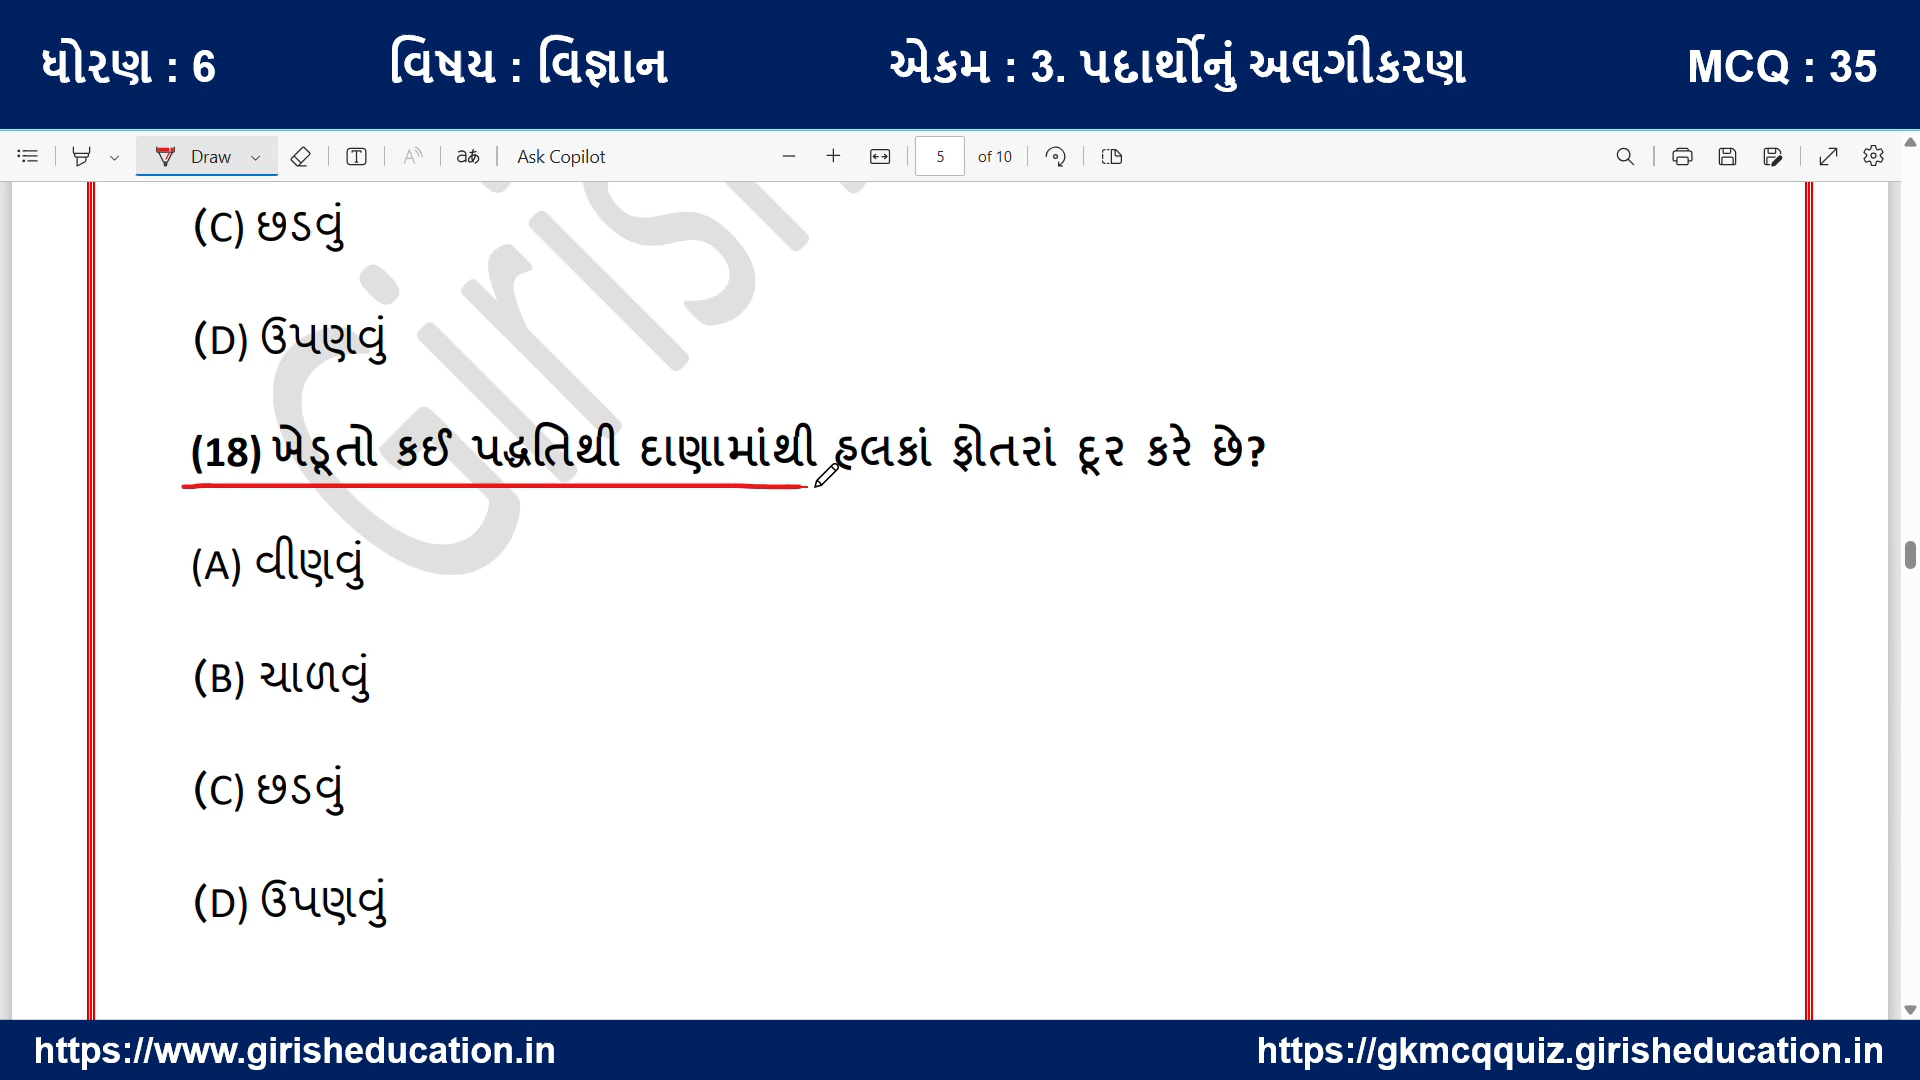 ધોરણ : 6 વિષય : વિજ્ઞાન એકમ : 3. પદાર્થોનું અલગીકરણ MCQ : 35
Draw Ask Copilot 5 of 10
(C) છડવું
(D) ઉપણવું
(18) ખેડૂતો કઈ પદ્ધતિથી દાણામાંથી હલકાં ફોતરાં દૂર કરે છે?
(A) વીણવું
(B) ચાળવું
(C) છડવું
(D) ઉપણવું
https://www.girisheducation.in https://gkmcqquiz.girisheducation.in